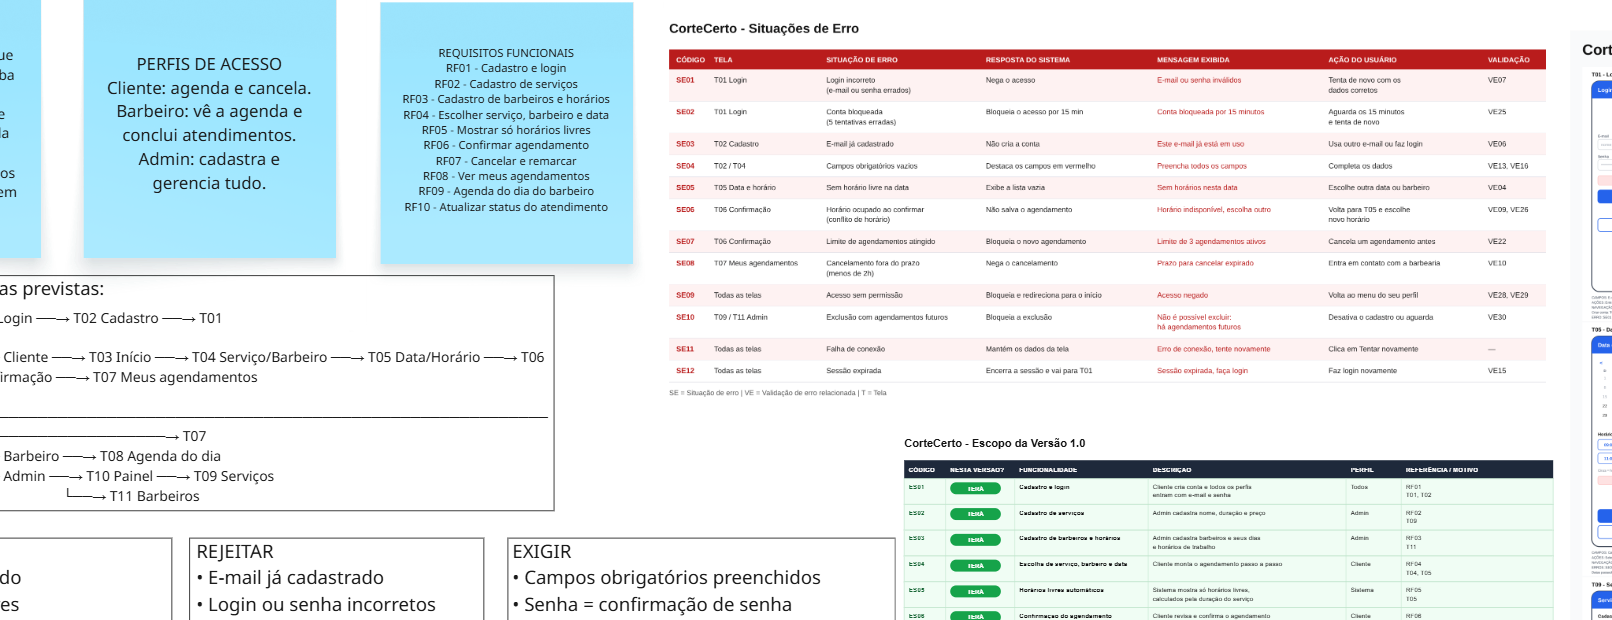 ue
ba
e
la
os
em
PERFIS DE ACESSO
Cliente: agenda e cancela.
Barbeiro: vê a agenda e
conclui atendimentos.
Admin: cadastra e
gerencia tudo.
REQUISITOS FUNCIONAIS
RF01 - Cadastro e login
RF02 - Cadastro de serviços
RF03 - Cadastro de barbeiros e horários
RF04 - Escolher serviço, barbeiro e data
RF05 - Mostrar só horários livres
RF06 - Confirmar agendamento
RF07 - Cancelar e remarcar
RF08 - Ver meus agendamentos
RF09 - Agenda do dia do barbeiro
RF10 - Atualizar status do atendimento
as previstas:
Login ──→ T02 Cadastro ──→ T01
Cliente ──→ T03 Início ──→ T04 Serviço/Barbeiro ──→ T05 Data/Horário ──→ T06
irmação ──→ T07 Meus agendamentos
→ T07
Barbeiro ──→ T08 Agenda do dia
Admin ──→ T10 Painel ──→ T09 Serviços
└──→ T11 Barbeiros
do
es
REJEITAR
• E-mail já cadastrado
• Login ou senha incorretos
EXIGIR
• Campos obrigatórios preenchidos
• Senha = confirmação de senha
CorteCerto - Situações de Erro
CÓDIGO TELA SITUAÇÃO DE ERRO RESPOSTA DO SISTEMA MENSAGEM EXIBIDA AÇÃO DO USUÁRIO VALIDAÇÃO
SE01 T01 Login Login incorreto Nega o acesso E-mail ou senha inválidos Tenta de novo com os VE07
(e-mail ou senha errados) dados corretos
SE02 T01 Login Conta bloqueada Bloqueia o acesso por 15 min Conta bloqueada por 15 minutos Aguarda os 15 minutos VE25
(5 tentativas erradas) e tenta de novo
SE03 T02 Cadastro E-mail já cadastrado Não cria a conta Este e-mail já está em uso Usa outro e-mail ou faz login VE06
SE04 T02 / T04 Campos obrigatórios vazios Destaca os campos em vermelho Preencha todos os campos Completa os dados VE13, VE16
SE05 T05 Data e horário Sem horário livre na data Exibe a lista vazia Sem horários nesta data Escolhe outra data ou barbeiro VE04
SE06 T06 Confirmação Horário ocupado ao confirmar Não salva o agendamento Horário indisponível, escolha outro Volta para T05 e escolhe VE09, VE26
(conflito de horário) novo horário
SE07 T06 Confirmação Limite de agendamentos atingido Bloqueia o novo agendamento Limite de 3 agendamentos ativos Cancela um agendamento antes VE22
SE08 T07 Meus agendamentos Cancelamento fora do prazo Nega o cancelamento Prazo para cancelar expirado Entra em contato com a barbearia VE10
(menos de 2h)
SE09 Todas as telas Acesso sem permissão Bloqueia e redireciona para o início Acesso negado Volta ao menu do seu perfil VE28, VE29
SE10 T09 / T11 Admin Exclusão com agendamentos futuros Bloqueia a exclusão Não é possível excluir: Desativa o cadastro ou aguarda VE30
há agendamentos futuros
SE11 Todas as telas Falha de conexão Mantém os dados da tela Erro de conexão, tente novamente Clica em Tentar novamente —
SE12 Todas as telas Sessão expirada Encerra a sessão e vai para T01 Sessão expirada, faça login Faz login novamente VE15
SE = Situação de erro | VE = Validação de erro relacionada | T = Tela
CorteCerto - Escopo da Versão 1.0
CÓDIGO NESTA VERSÃO? FUNCIONALIDADE DESCRIÇÃO PERFIL REFERÊNCIA / MOTIVO
ES01 TERÁ Cadastro e login Cliente cria conta e todos os perfis Todos RF01
entram com e-mail e senha T01, T02
ES02 TERÁ Cadastro de serviços Admin cadastra nome, duração e preço Admin RF02
T09
ES03 TERÁ Cadastro de barbeiros e horários Admin cadastra barbeiros e seus dias Admin RF03
e horários de trabalho T11
ES04 TERÁ Escolha de serviço, barbeiro e data Cliente monta o agendamento passo a passo Cliente RF04
T04, T05
ES05 TERÁ Horários livres automáticos Sistema mostra só horários livres, Sistema RF05
calculados pela duração do serviço T05
ES06 TERÁ Confirmação do agendamento Cliente revisa e confirma o agendamento Cliente RF06
Cort
T01 - Lo
Login
T05 - Da
Data
T09 - Se
Servi